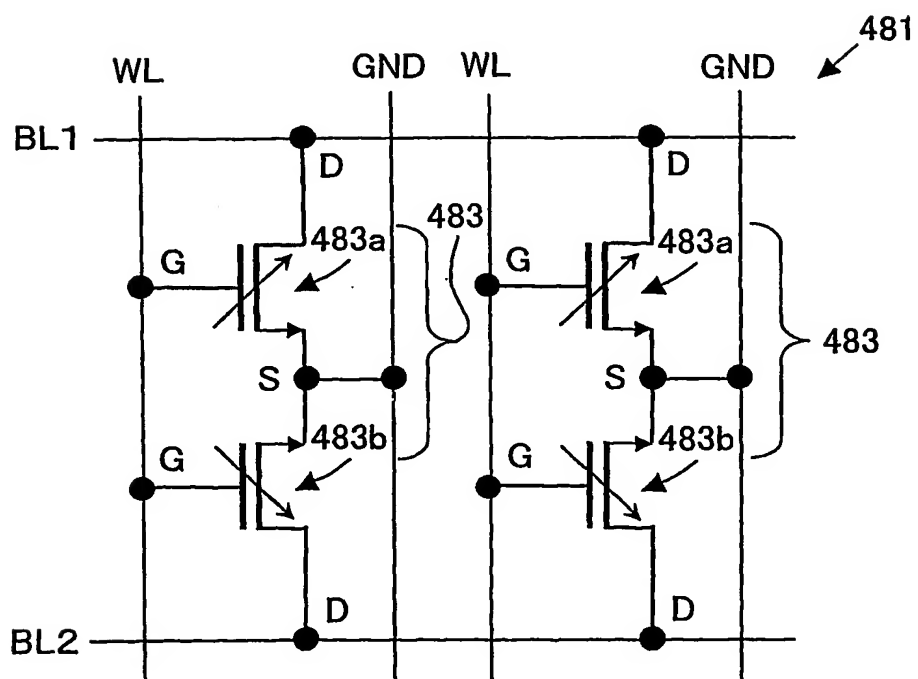 481
WL GND WL GND
BL1
D D
483
G 483a G 483a
483
S S
G 483b G 483b
D D
BL2